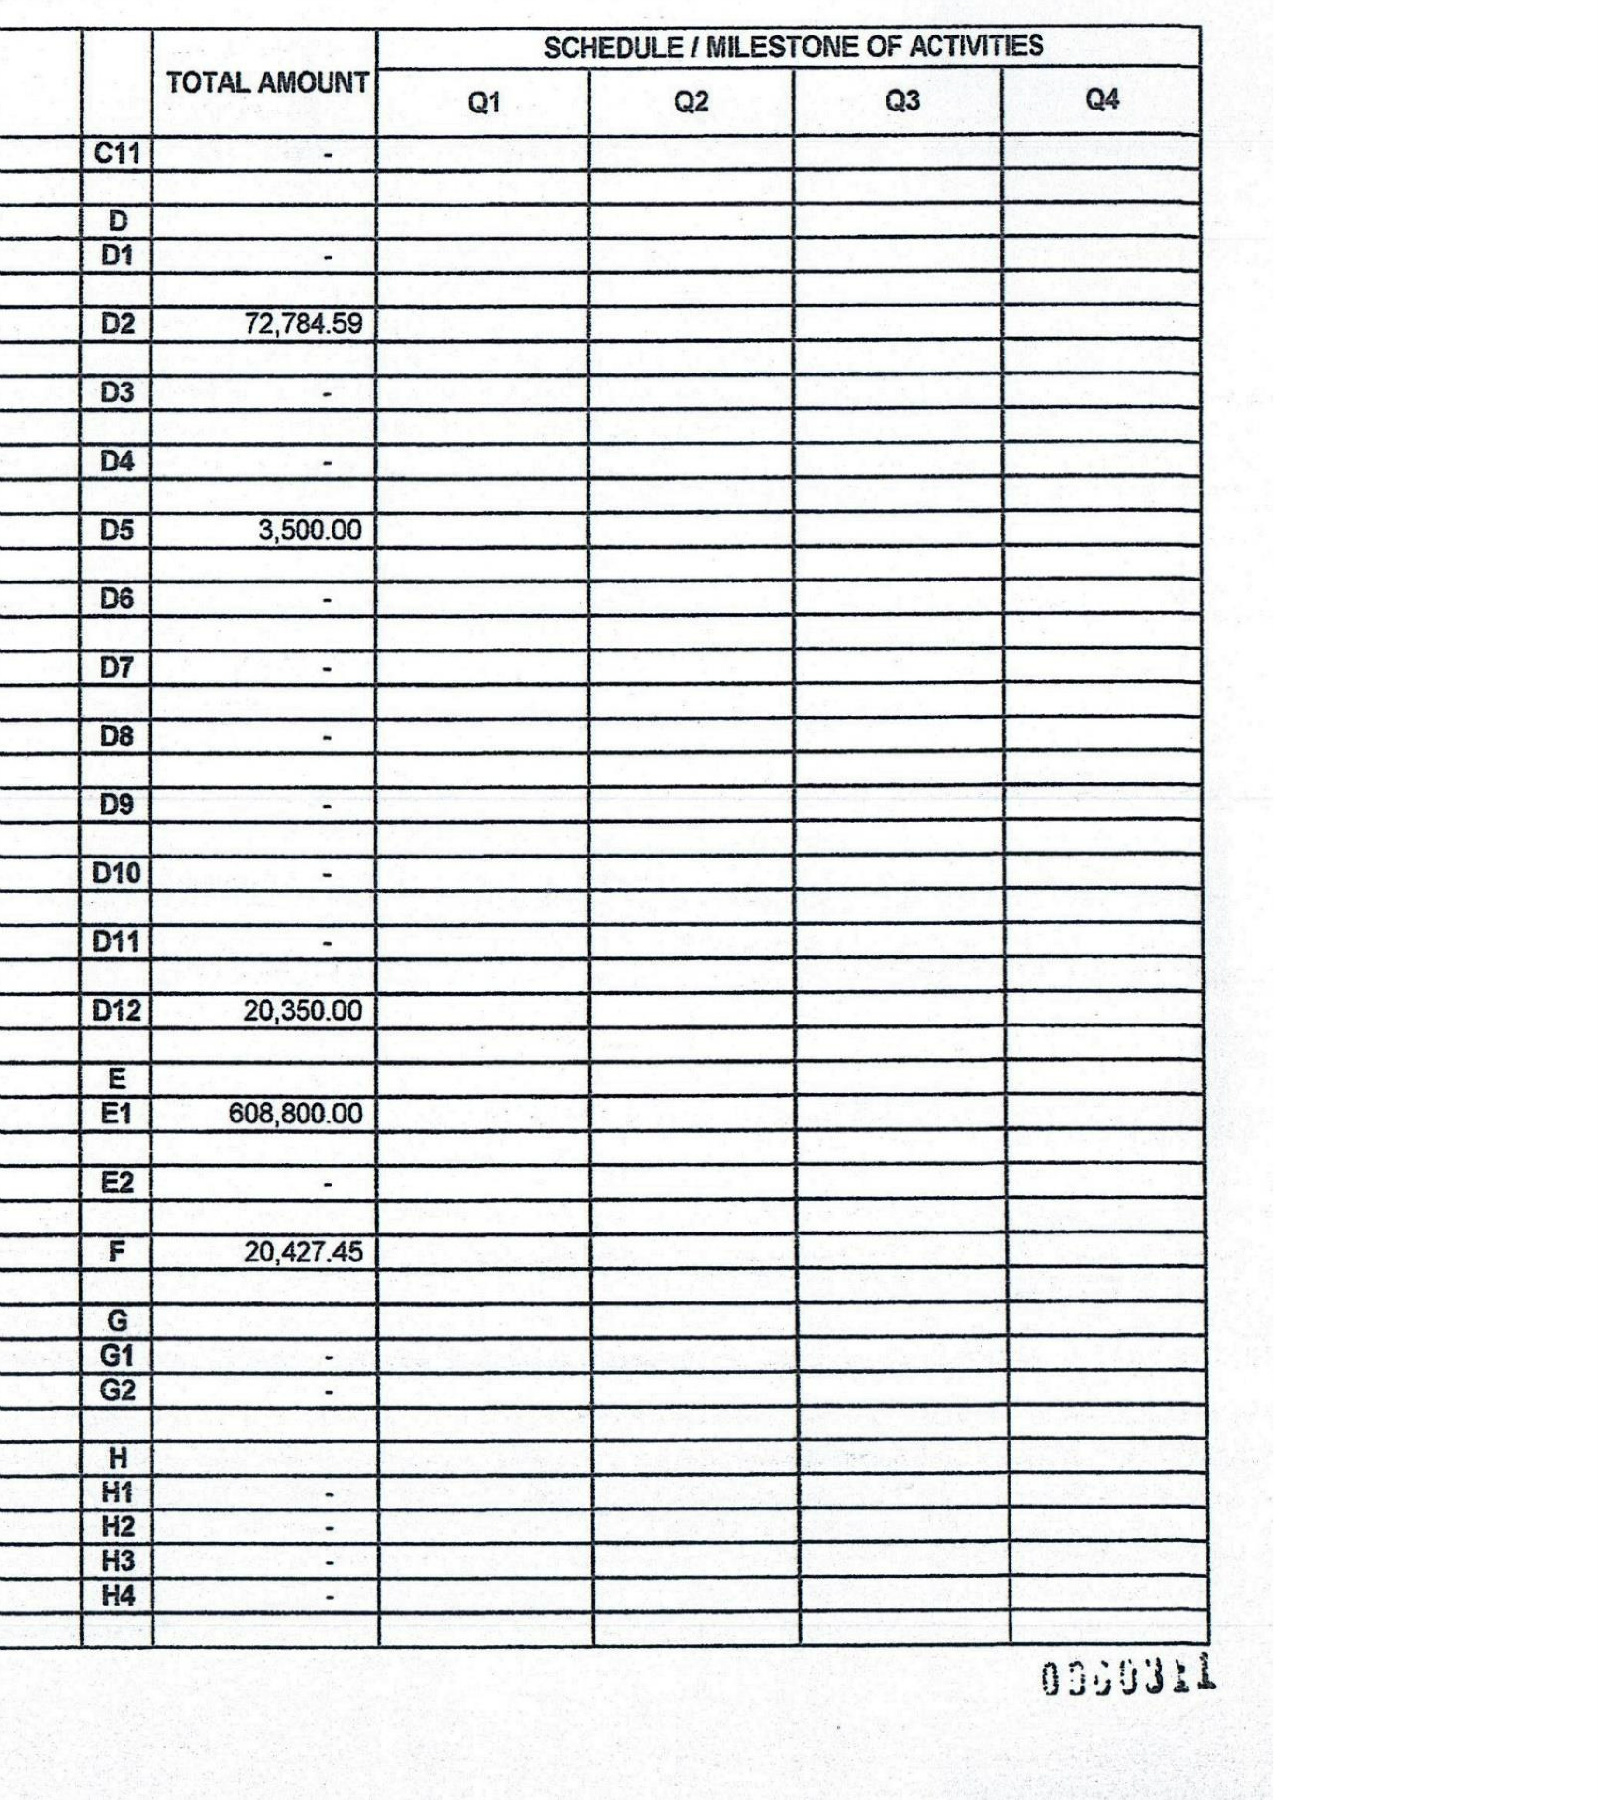 SCHEDULE / MILESTONE OF ACTIVITIES
TOTAL AMOUNT
Q1 Q2 Q3 Q4
C11 -
D
D1 -
D2 72,784.59
D3 -
D4 -
D5 3,500.00
D6 -
D7 -
D8 -
D9 -
D10 -
D11 -
D12 20,350.00
E
E1 608,800.00
E2 -
F 20,427.45
G
G1 -
G2 -
H
H1 -
H2 -
H3 -
H4 -